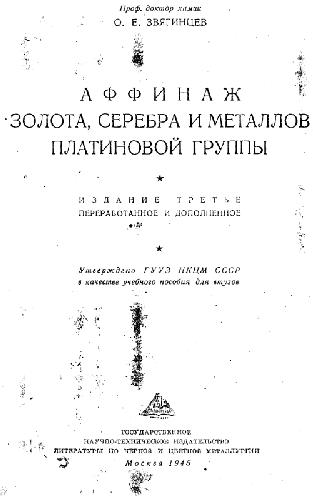 Проф. доктор химии
О. Е. ЗВЯГИНЦЕВ
АФФИНАЖ
ЗОЛОТА, СЕРЕБРА И МЕТАЛЛОВ
ПЛАТИНОВОЙ ГРУППЫ
ИЗДАНИЕ ТРЕТЬЕ
ПЕРЕРАБОТАННОЕ И ДОПОЛНЕННОЕ
Утверждено ГУУЗ НКЦМ СССР
в качестве учебного пособия для втузов
ГОСУДАРСТВЕННОЕ
НАУЧНО-ТЕХНИЧЕСКОЕ ИЗДАТЕЛЬСТВО
ЛИТЕРАТУРЫ ПО ЧЕРНОЙ И ЦВЕТНОЙ МЕТАЛЛУРГИИ
Москва 1945